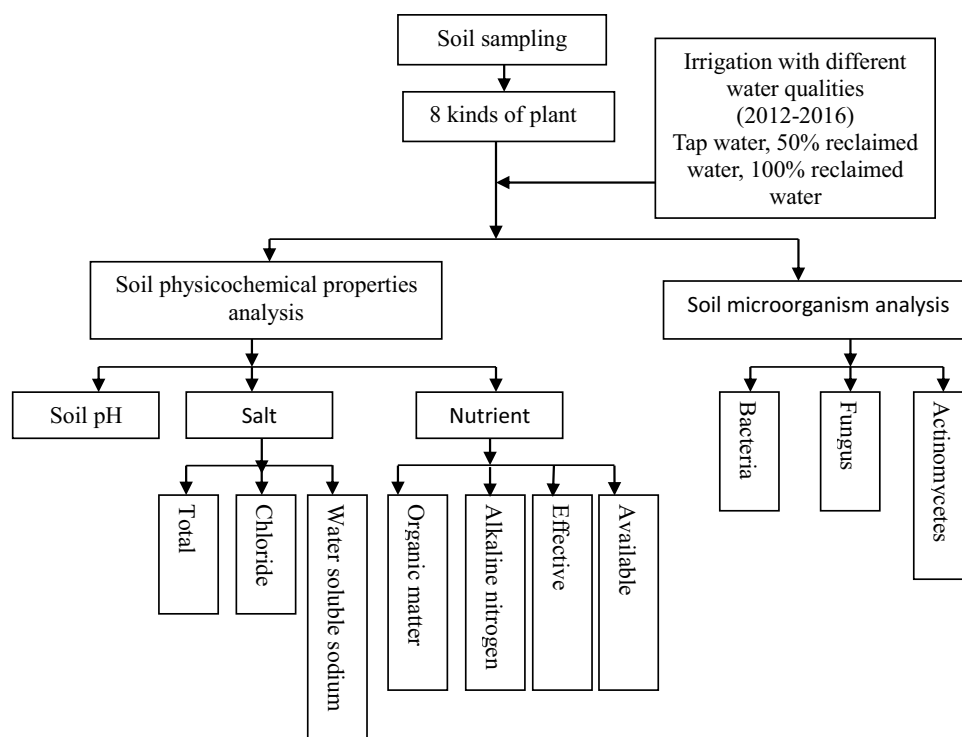 Soil sampling
8 kinds of plant
Irrigation with different
water qualities
(2012-2016)
Tap water, 50% reclaimed
water, 100% reclaimed
water
Soil physicochemical properties
analysis
Soil microorganism analysis
Soil pH
Salt
Nutrient
Bacteria
Fungus
Actinomycetes
Total
Chloride
Water soluble sodium
Organic matter
Alkaline nitrogen
Effective
Available